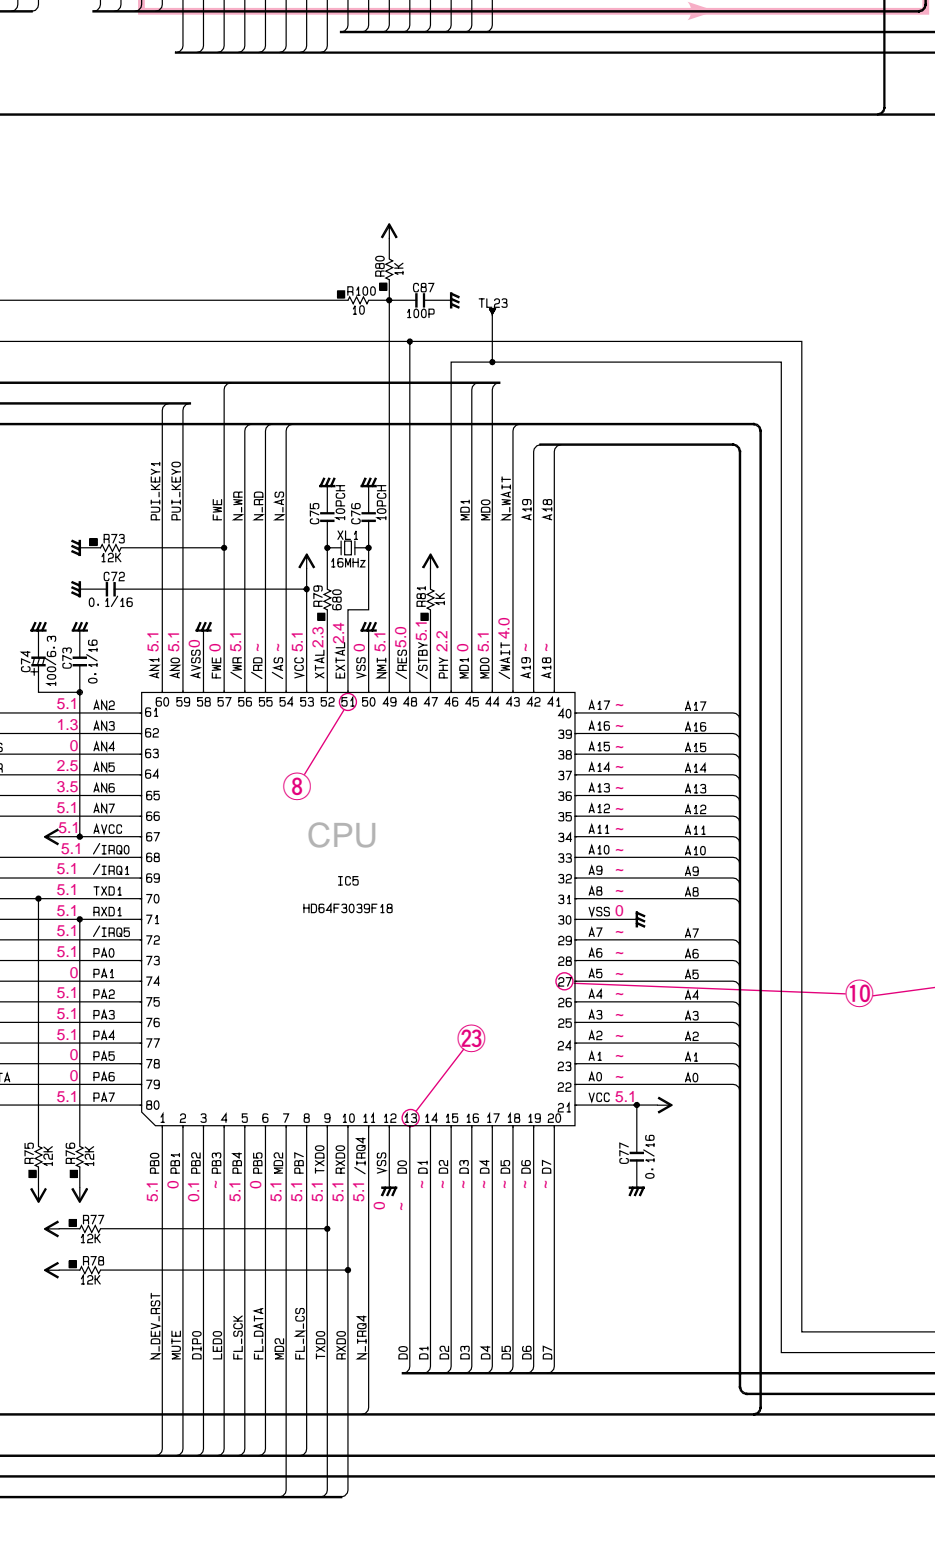 R80
1K
R100
10
C87
100P
TL23
PUI_KEY1
PUI_KEY0
FWE
N_WR
N_RD
N_AS
C75
10PCH
C76
10PCH
XL1
16MHz
MD1
MD0
N_WAIT
A19
A18
R73
12K
C72
0.1/16
R79
680
R81
1K
C74
100/6.3
C73
0.1/16
AN1 5.1
AN0 5.1
AVSS 0
FWE 0
/WR 5.1
/RD ~
/AS ~
VCC 5.1
XTAL 2.3
EXTAL 2.4
VSS 0
NMI 5.1
/RES 5.0
/STBY 5.1
PHY 2.2
MD1 0
MD0 5.1
/WAIT 4.0
A19 ~
A18 ~
60 59 58 57 56 55 54 53 52 51 50 49 48 47 46 45 44 43 42 41
5.1 AN2 61
1.3 AN3 62
S 0 AN4 63
R 2.5 AN5 64
3.5 AN6 65
5.1 AN7 66
5.1 AVCC 67
5.1 /IRQ0 68
5.1 /IRQ1 69
5.1 TXD1 70
5.1 RXD1 71
5.1 /IRQ5 72
5.1 PA0 73
0 PA1 74
5.1 PA2 75
5.1 PA3 76
5.1 PA4 77
0 PA5 78
TA 0 PA6 79
5.1 PA7 80
8
CPU
IC5
HD64F3039F18
23
10
40 A17 ~ A17
39 A16 ~ A16
38 A15 ~ A15
37 A14 ~ A14
36 A13 ~ A13
35 A12 ~ A12
34 A11 ~ A11
33 A10 ~ A10
32 A9 ~ A9
31 A8 ~ A8
30 VSS 0
29 A7 ~ A7
28 A6 ~ A6
27 A5 ~ A5
26 A4 ~ A4
25 A3 ~ A3
24 A2 ~ A2
23 A1 ~ A1
22 A0 ~ A0
21 VCC 5.1
1 2 3 4 5 6 7 8 9 10 11 12 13 14 15 16 17 18 19 20
5.1 PB0
0 PB1
0.1 PB2
~ PB3
5.1 PB4
0 PB5
5.1 MD2
5.1 PB7
5.1 TXD0
5.1 RXD0
5.1 /IRQ4
0 VSS
~ D0
~ D1
~ D2
~ D3
~ D4
~ D5
~ D6
~ D7
C77
0.1/16
R75
12K
R76
12K
R77
12K
R78
12K
N_DEV_RST
MUTE
DIP0
LED0
FL_SCK
FL_DATA
MD2
FL_N_CS
TXD0
RXD0
N_IRQ4
D0
D1
D2
D3
D4
D5
D6
D7